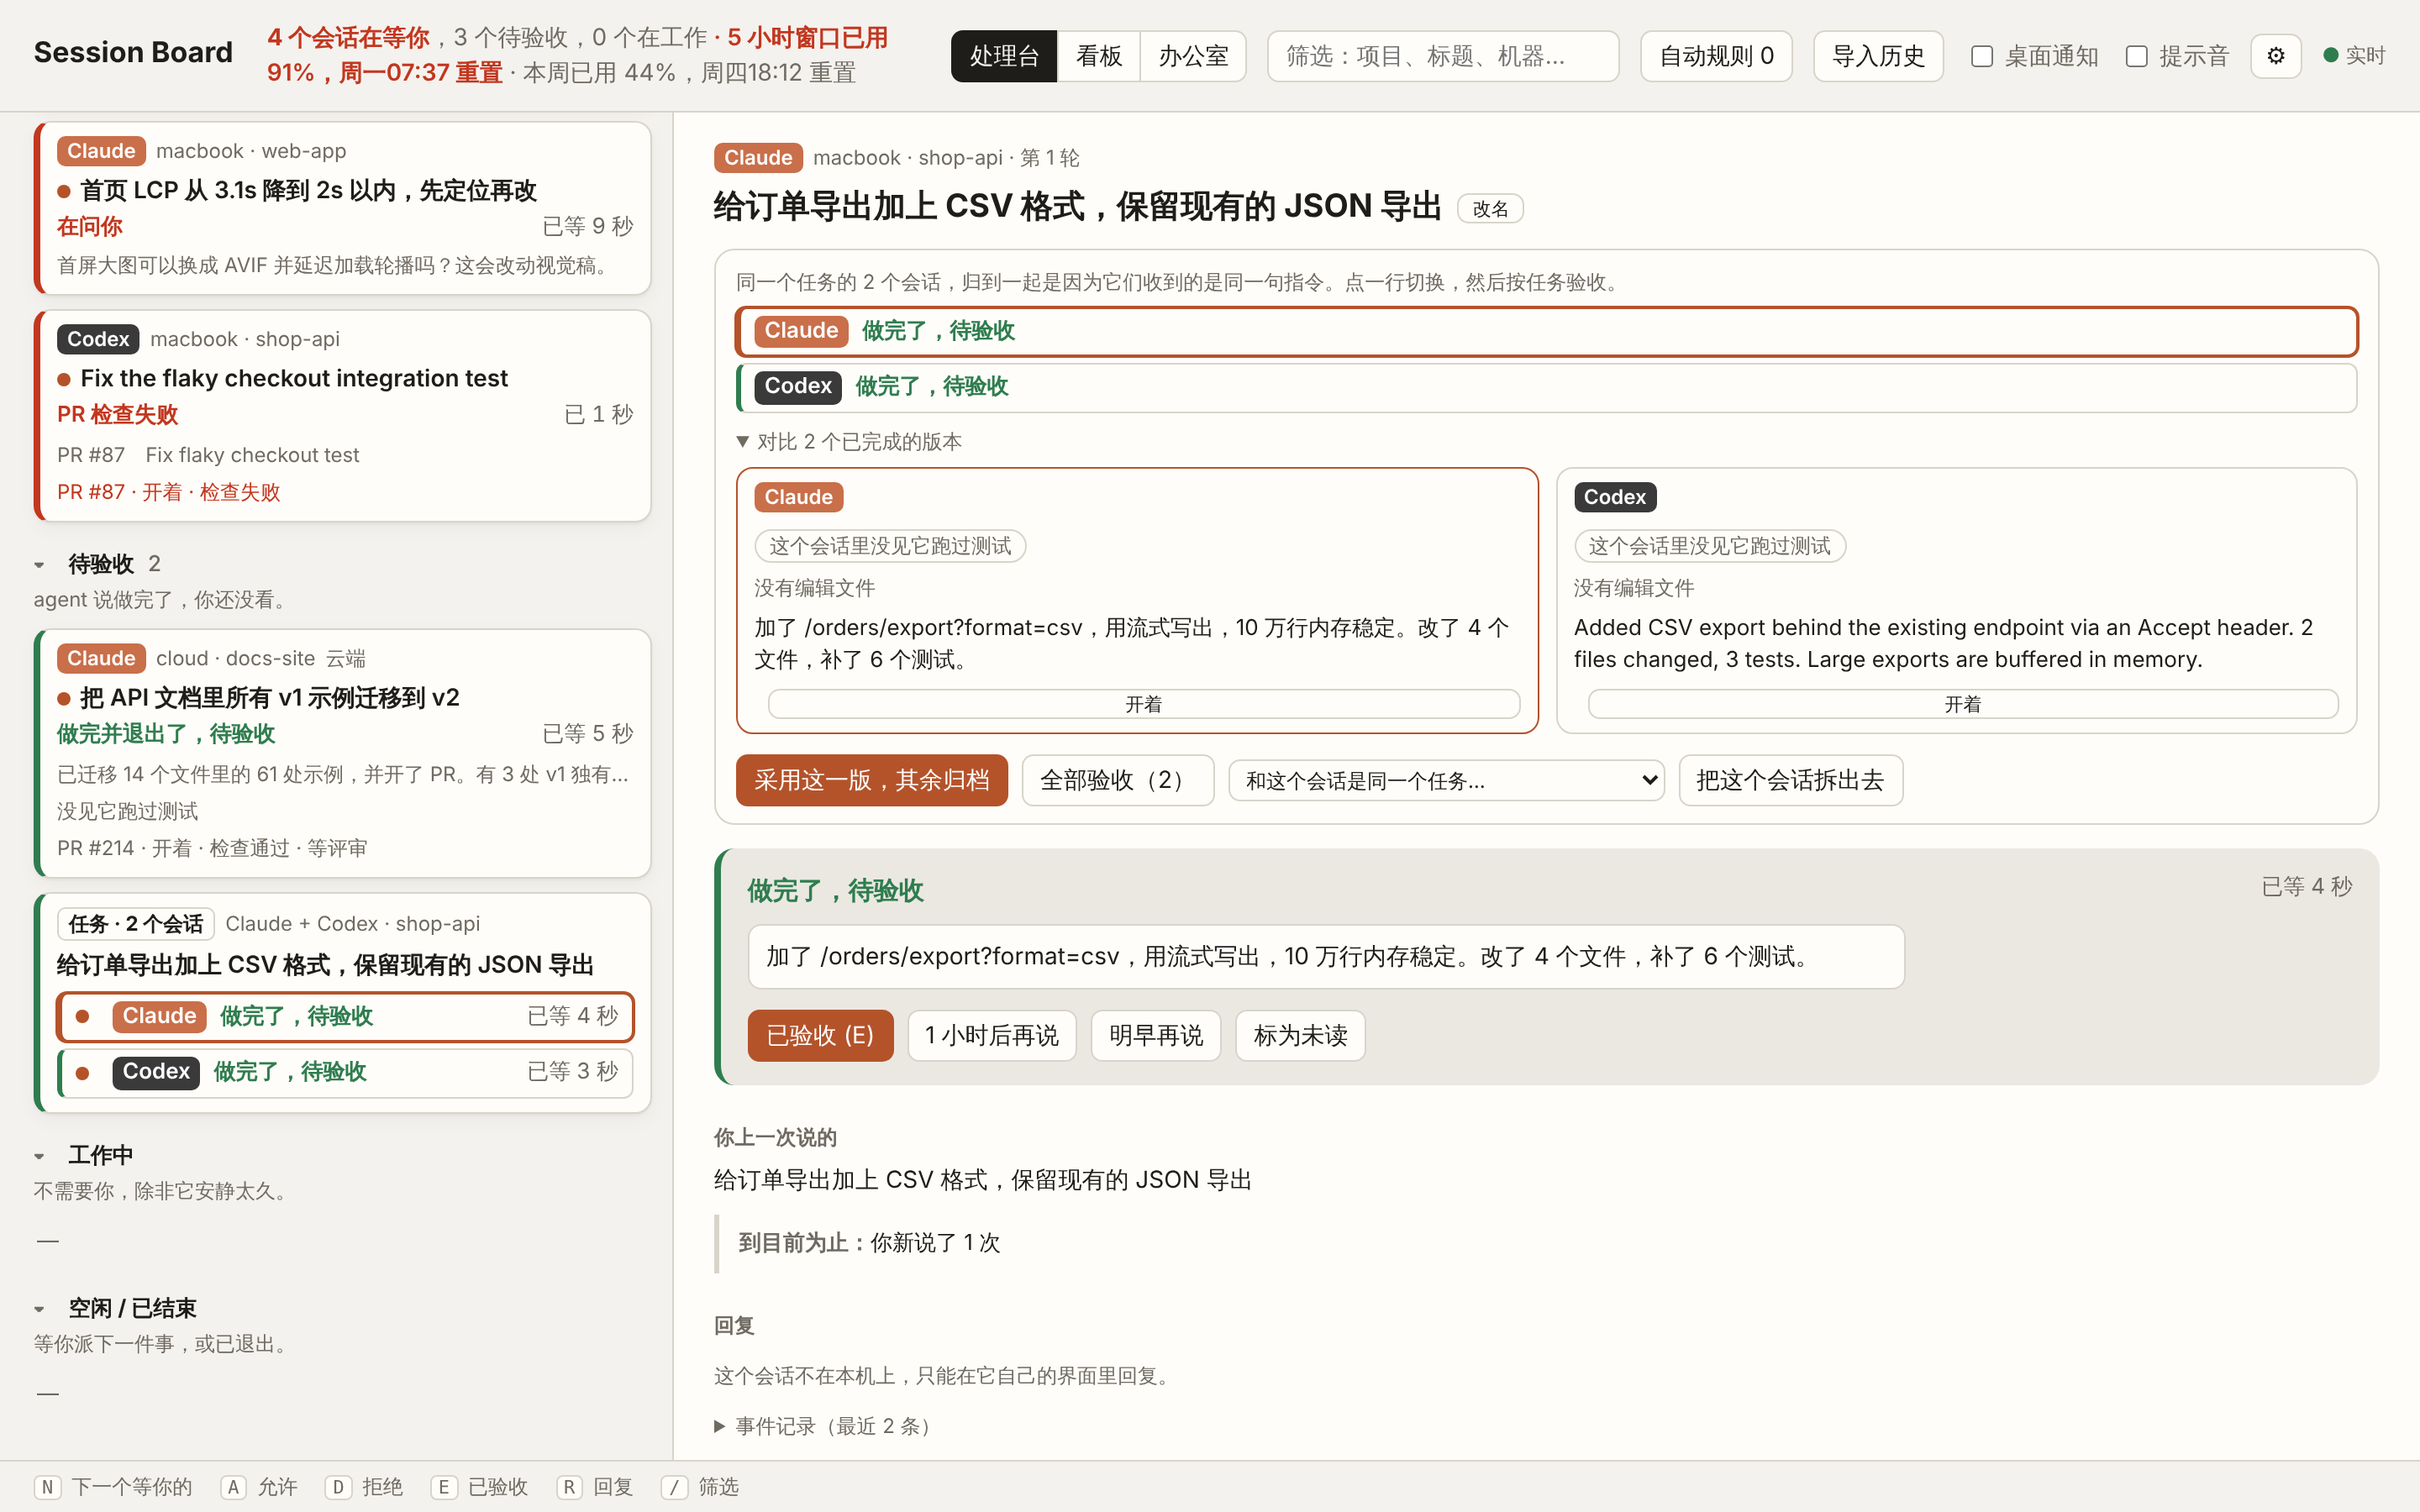 Session Board
4 个会话在等你，3 个待验收，0 个在工作 · 5 小时窗口已用
91%，周一07:37 重置 · 本周已用 44%，周四18:12 重置
处理台 看板 办公室
筛选：项目、标题、机器...
自动规则 0
导入历史
桌面通知
提示音
⚙
实时
Claude macbook · web-app
首页 LCP 从 3.1s 降到 2s 以内，先定位再改
在问你 已等 9 秒
首屏大图可以换成 AVIF 并延迟加载轮播吗？这会改动视觉稿。
Codex macbook · shop-api
Fix the flaky checkout integration test
PR 检查失败 已 1 秒
PR #87 Fix flaky checkout test
PR #87 · 开着 · 检查失败
待验收 2
agent 说做完了，你还没看。
Claude cloud · docs-site 云端
把 API 文档里所有 v1 示例迁移到 v2
做完并退出了，待验收 已等 5 秒
已迁移 14 个文件里的 61 处示例，并开了 PR。有 3 处 v1 独有...
没见它跑过测试
PR #214 · 开着 · 检查通过 · 等评审
任务 · 2 个会话 Claude + Codex · shop-api
给订单导出加上 CSV 格式，保留现有的 JSON 导出
Claude 做完了，待验收 已等 4 秒
Codex 做完了，待验收 已等 3 秒
工作中
不需要你，除非它安静太久。
—
空闲 / 已结束
等你派下一件事，或已退出。
—
Claude macbook · shop-api · 第 1 轮
给订单导出加上 CSV 格式，保留现有的 JSON 导出 改名
同一个任务的 2 个会话，归到一起是因为它们收到的是同一句指令。点一行切换，然后按任务验收。
Claude 做完了，待验收
Codex 做完了，待验收
▼ 对比 2 个已完成的版本
Claude
这个会话里没见它跑过测试
没有编辑文件
加了 /orders/export?format=csv，用流式写出，10 万行内存稳定。改了 4 个
文件，补了 6 个测试。
开着
Codex
这个会话里没见它跑过测试
没有编辑文件
Added CSV export behind the existing endpoint via an Accept header. 2
files changed, 3 tests. Large exports are buffered in memory.
开着
采用这一版，其余归档 全部验收（2） 和这个会话是同一个任务... 把这个会话拆出去
做完了，待验收 已等 4 秒
加了 /orders/export?format=csv，用流式写出，10 万行内存稳定。改了 4 个文件，补了 6 个测试。
已验收 (E) 1 小时后再说 明早再说 标为未读
你上一次说的
给订单导出加上 CSV 格式，保留现有的 JSON 导出
到目前为止：你新说了 1 次
回复
这个会话不在本机上，只能在它自己的界面里回复。
▶ 事件记录（最近 2 条）
N 下一个等你的 A 允许 D 拒绝 E 已验收 R 回复 / 筛选